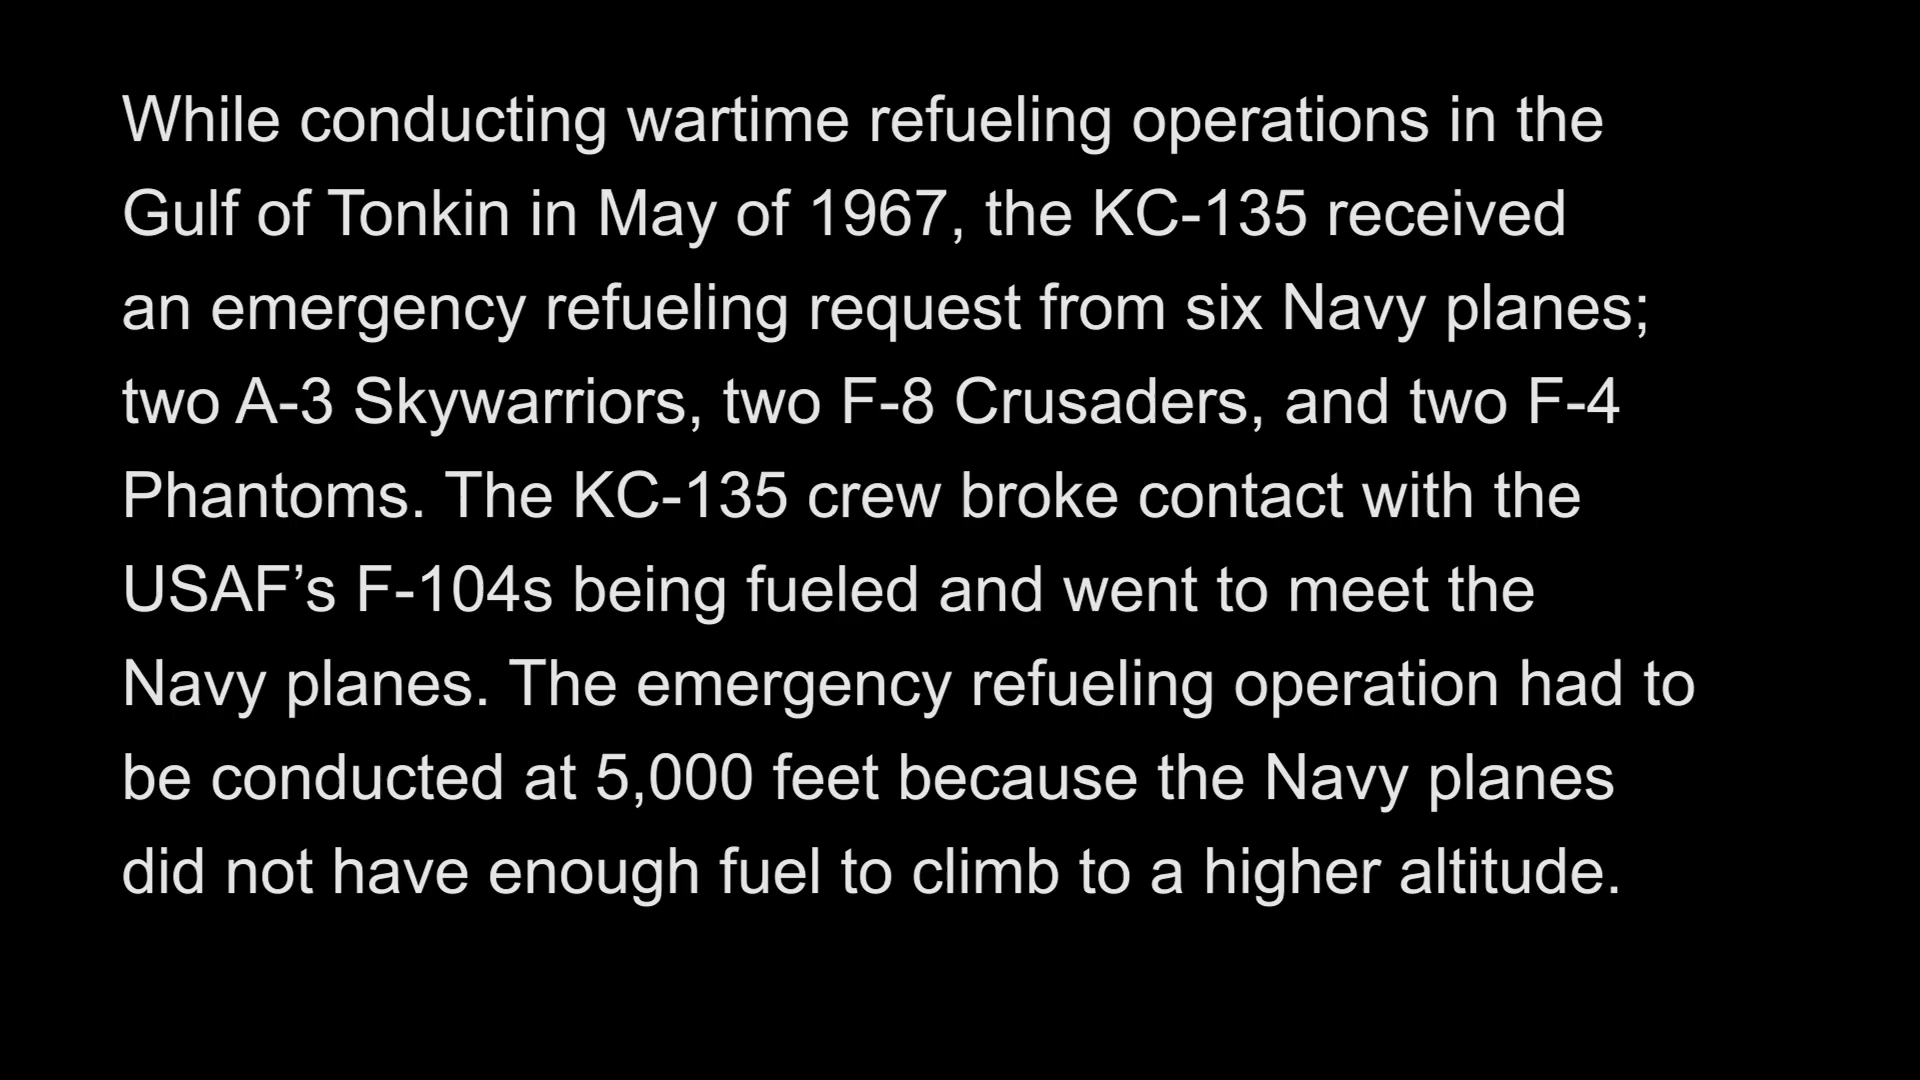 While conducting wartime refueling operations in the
Gulf of Tonkin in May of 1967, the KC-135 received
an emergency refueling request from six Navy planes;
two A-3 Skywarriors, two F-8 Crusaders, and two F-4
Phantoms. The KC-135 crew broke contact with the
USAF’s F-104s being fueled and went to meet the
Navy planes. The emergency refueling operation had to
be conducted at 5,000 feet because the Navy planes
did not have enough fuel to climb to a higher altitude.